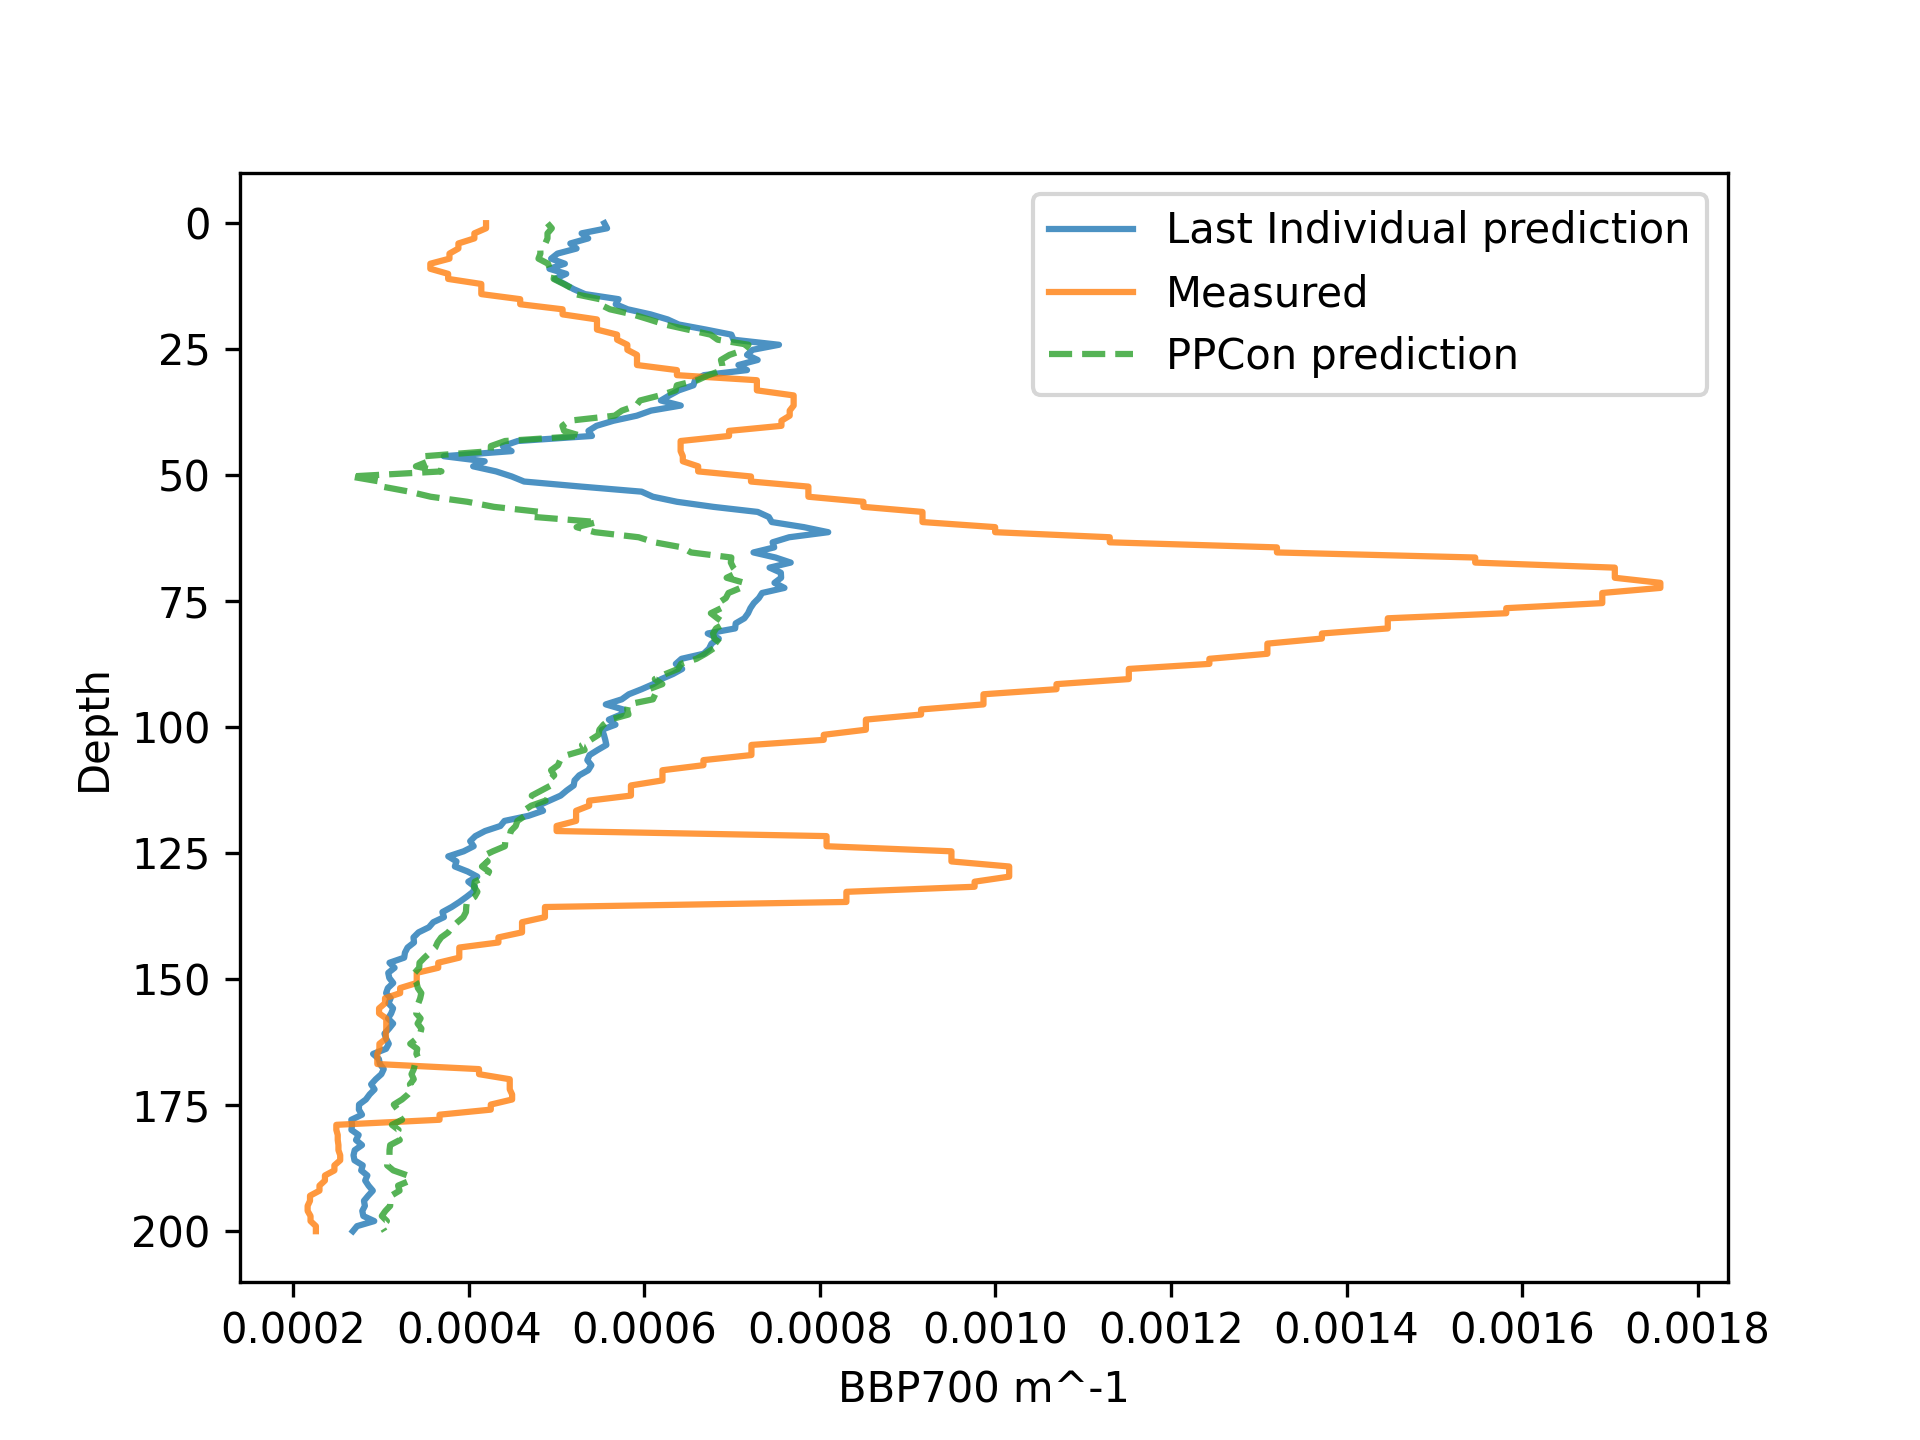 Last Individual prediction
Measured
PPCon prediction
0
25
50
75
100
125
150
175
200
Depth
0.0002 0.0004 0.0006 0.0008 0.0010 0.0012 0.0014 0.0016 0.0018
BBP700 m^-1